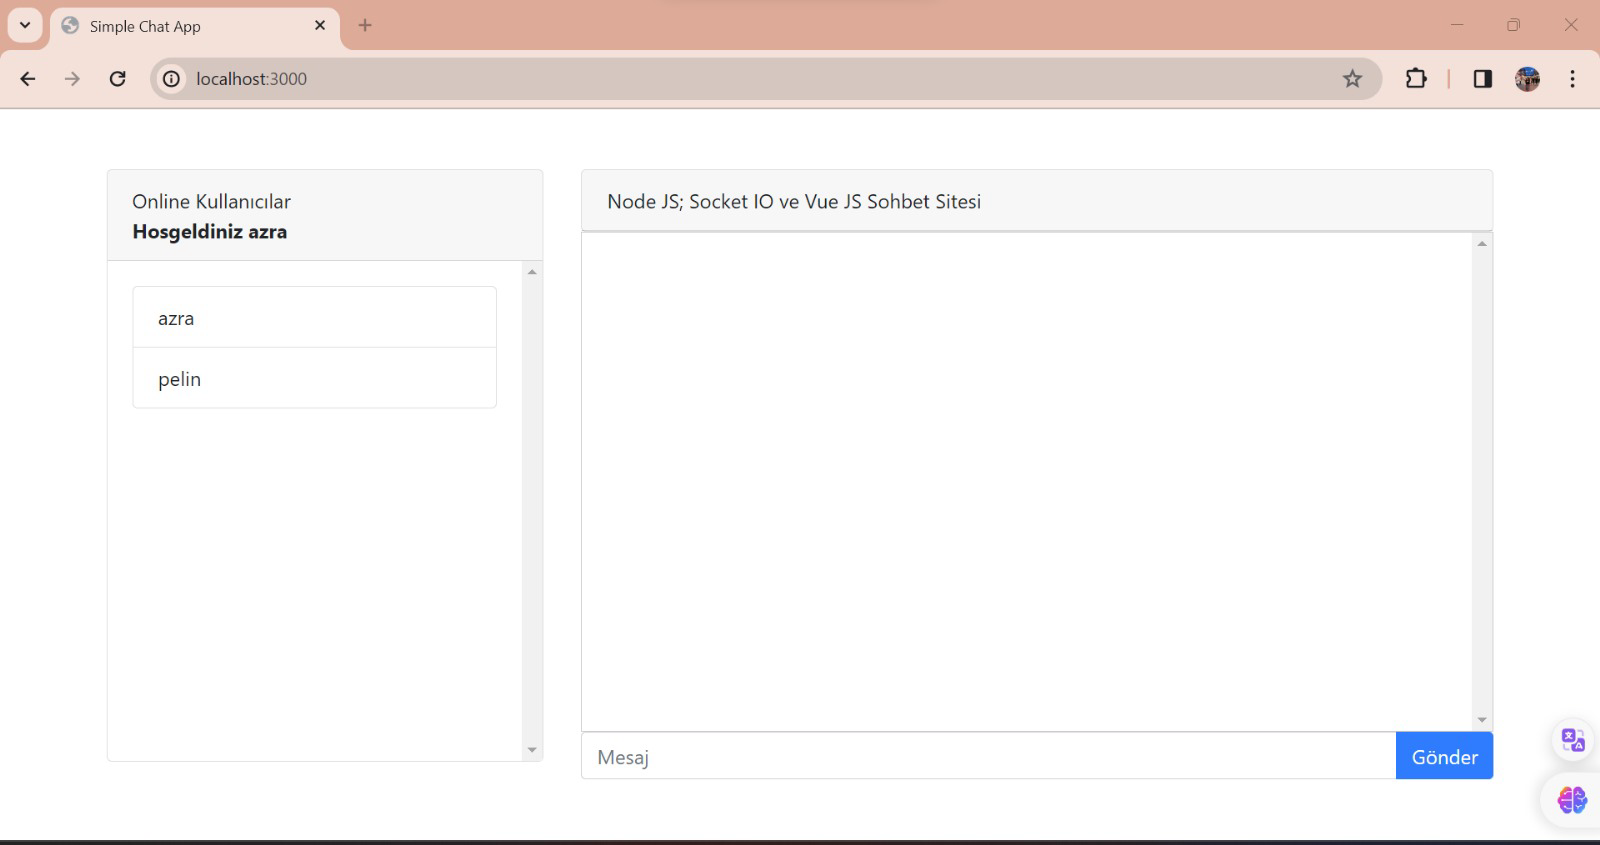 Simple Chat App
localhost:3000
Online Kullanıcılar
Hosgeldiniz azra
azra
pelin
Node JS; Socket IO ve Vue JS Sohbet Sitesi
Mesaj
Gönder